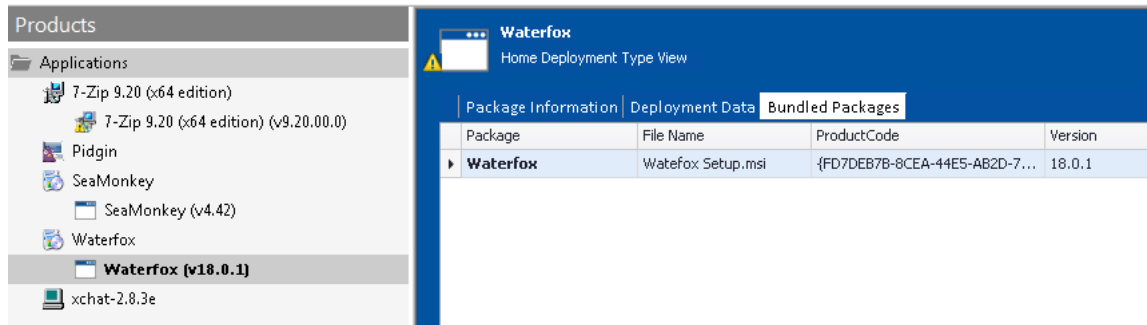 Products
Applications
7-Zip 9.20 (x64 edition)
7-Zip 9.20 (x64 edition) (v9.20.00.0)
Pidgin
SeaMonkey
SeaMonkey (v4.42)
Waterfox
Waterfox (v18.0.1)
xchat-2.8.3e
Waterfox
Home Deployment Type View
Package Information Deployment Data Bundled Packages
Package File Name ProductCode Version
Waterfox Watefox Setup.msi {FD7DEB7B-8CEA-44E5-AB2D-7... 18.0.1